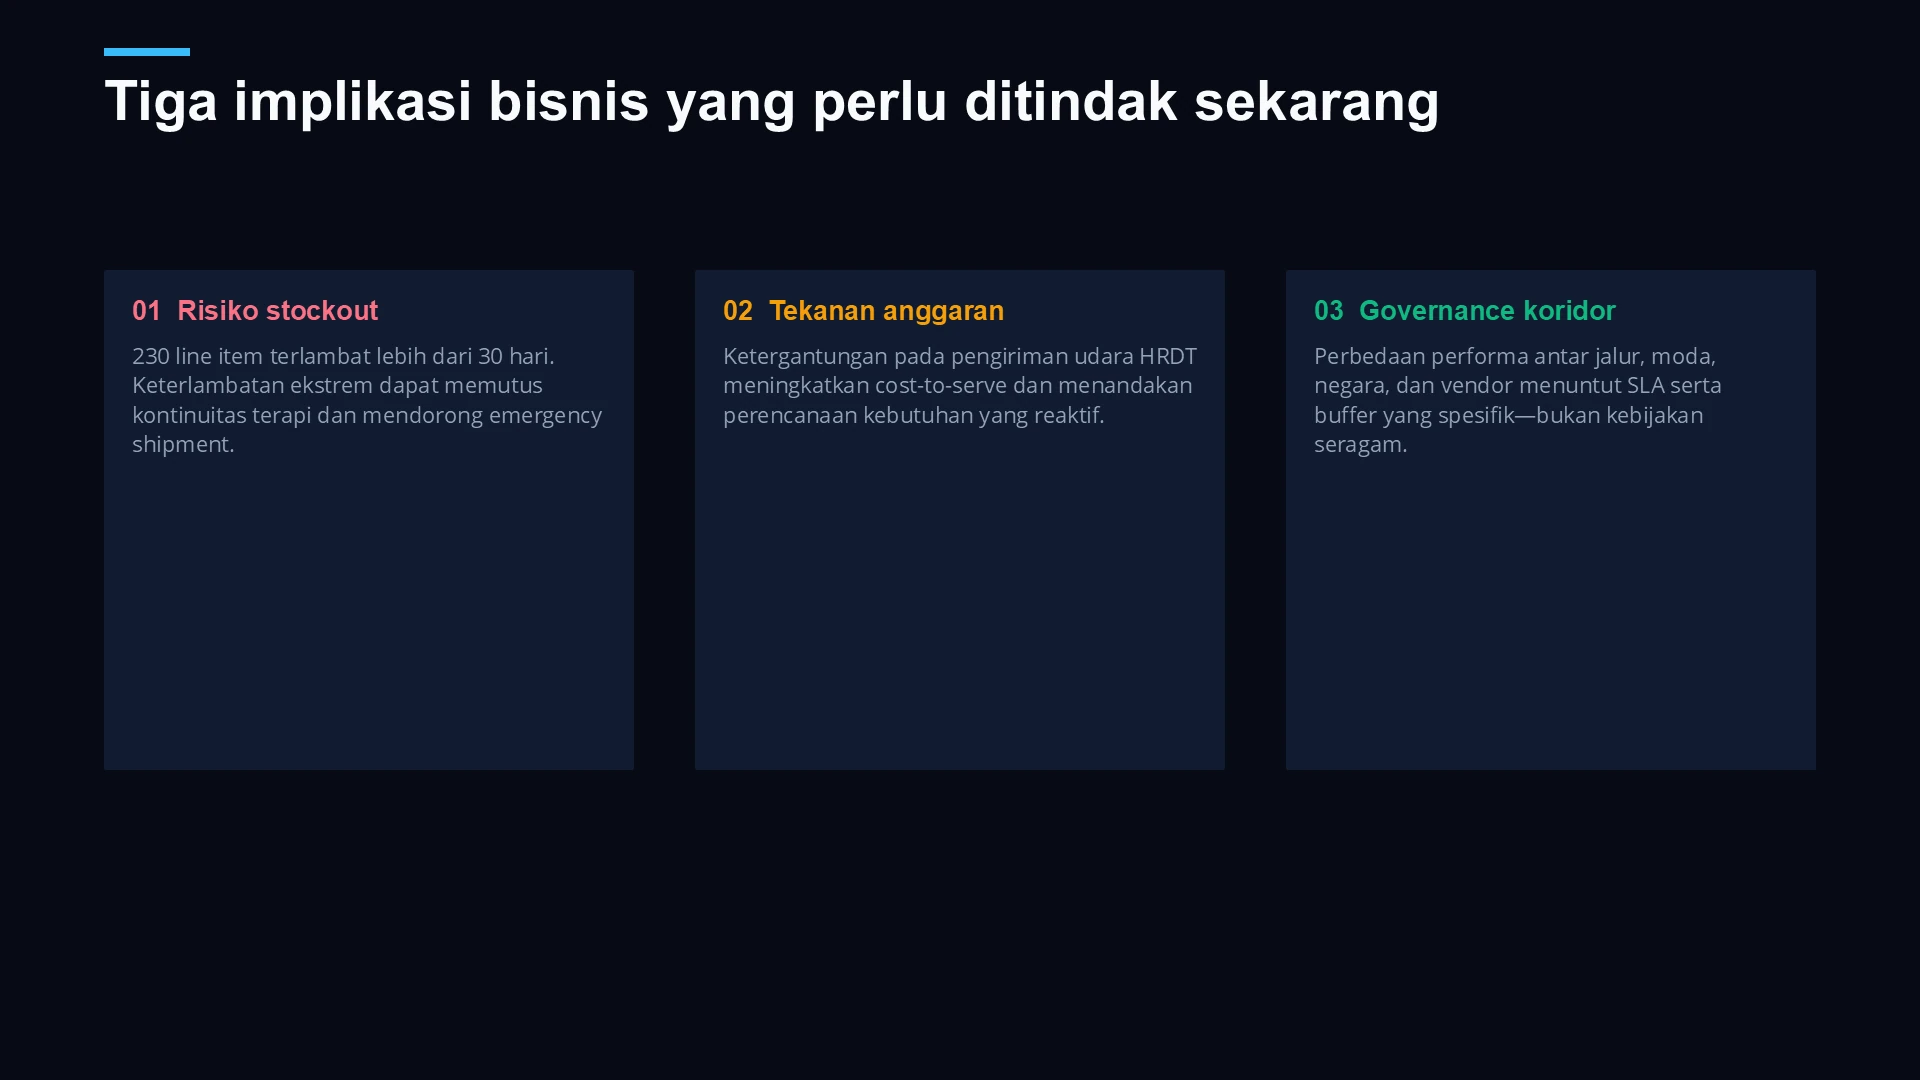 Tiga implikasi bisnis yang perlu ditindak sekarang
01 Risiko stockout
230 line item terlambat lebih dari 30 hari.
Keterlambatan ekstrem dapat memutus
kontinuitas terapi dan mendorong emergency
shipment.
02 Tekanan anggaran
Ketergantungan pada pengiriman udara HRDT
meningkatkan cost-to-serve dan menandakan
perencanaan kebutuhan yang reaktif.
03 Governance koridor
Perbedaan performa antar jalur, moda,
negara, dan vendor menuntut SLA serta
buffer yang spesifik—bukan kebijakan
seragam.